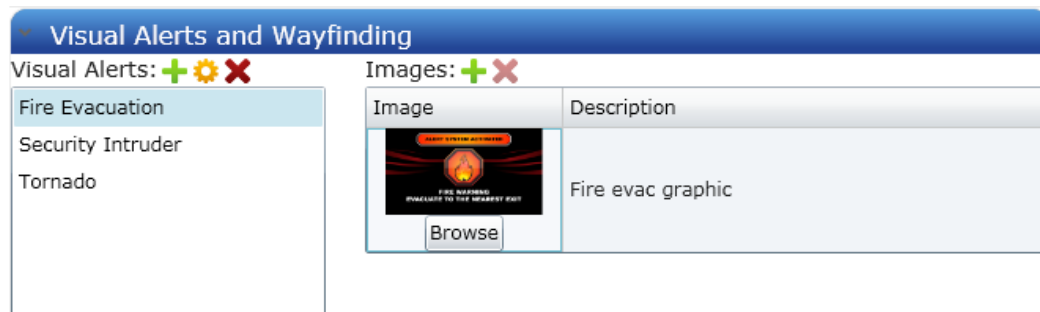 Visual Alerts and Wayfinding
Visual Alerts:
Images:
Fire Evacuation
Security Intruder
Tornado
Image
Description
ALERT SYSTEM ACTIVATED
FIRE WARNING
EVACUATE TO THE NEAREST EXIT
Browse
Fire evac graphic